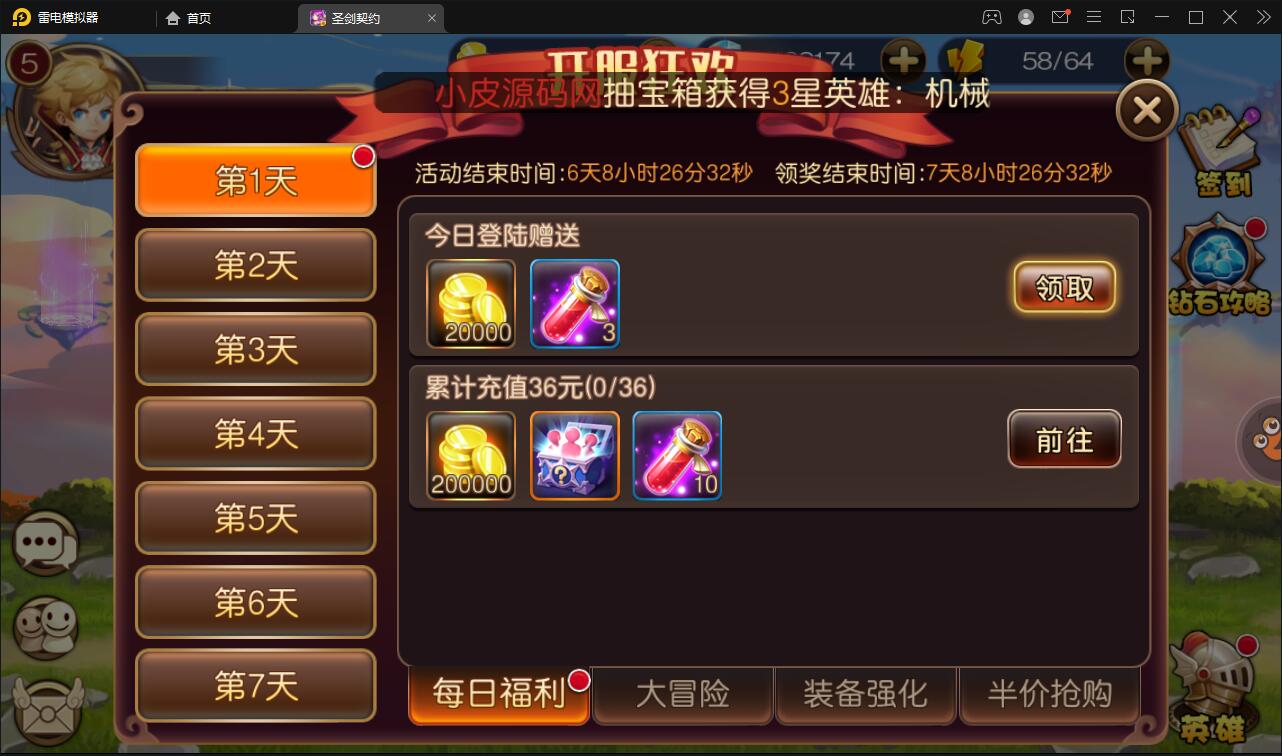 雷电模拟器
首页
圣剑契约
5
开服狂欢
174
58/64
小皮源码网抽宝箱获得3星英雄：机械
活动结束时间:6天8小时26分32秒
领奖结束时间:7天8小时26分32秒
签到
钻石攻略
第1天
第2天
第3天
第4天
第5天
第6天
第7天
今日登陆赠送
20000
3
领取
累计充值36元(0/36)
200000
?
10
前往
每日福利
大冒险
装备强化
半价抢购
英雄